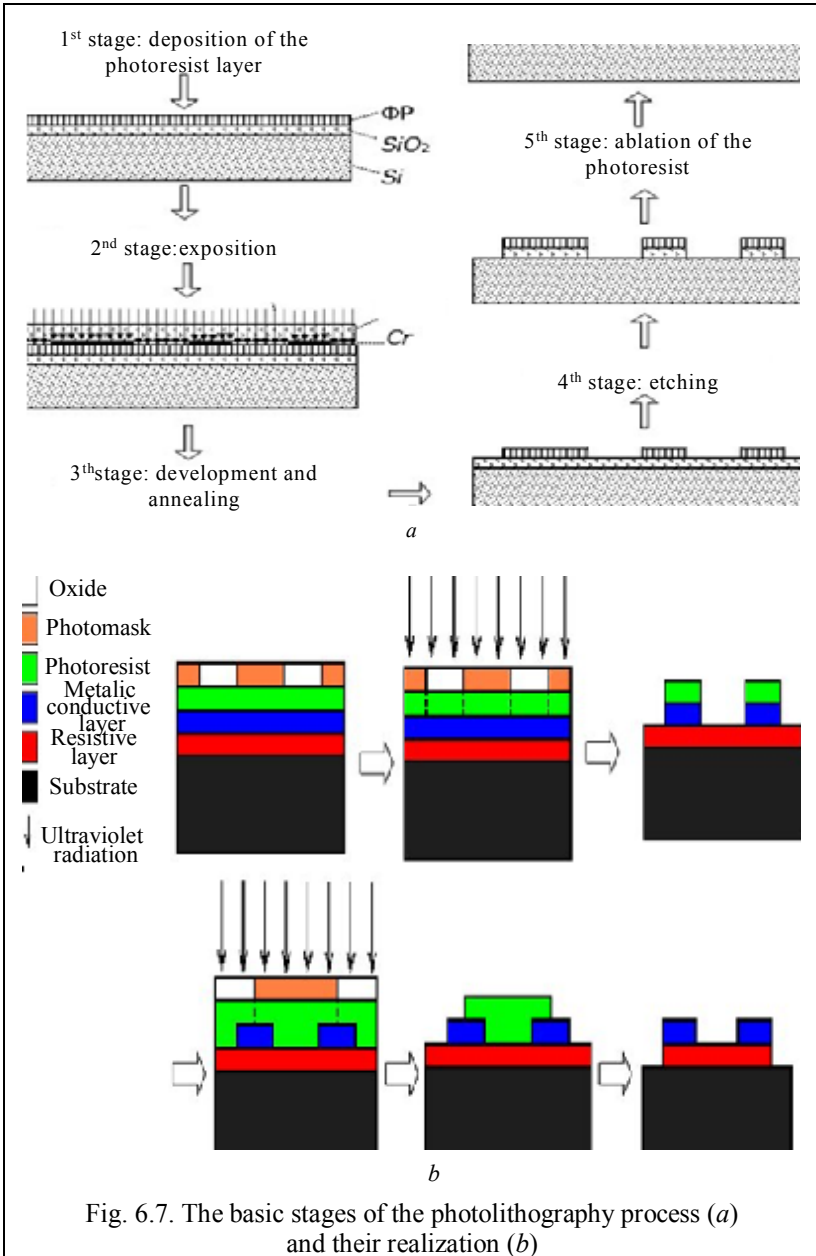 1st stage: deposition of the
photoresist layer
ФР
SiO2
Si
2nd stage:exposition
Cr
3thstage: development and
annealing
5th stage: ablation of the
photoresist
4th stage: etching
a
Oxide
Photomask
Photoresist
Metalic
conductive
layer
Resistive
layer
Substrate
Ultraviolet
radiation
b
Fig. 6.7. The basic stages of the photolithography process (a)
and their realization (b)